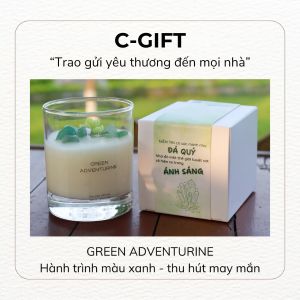 C-GIFT
“Trao gửi yêu thương đến mọi nhà”
GREEN
ADVENTURINE
ĐÁ QUÝ
ÁNH SÁNG
GREEN ADVENTURINE
Hành trình màu xanh - thu hút may mắn